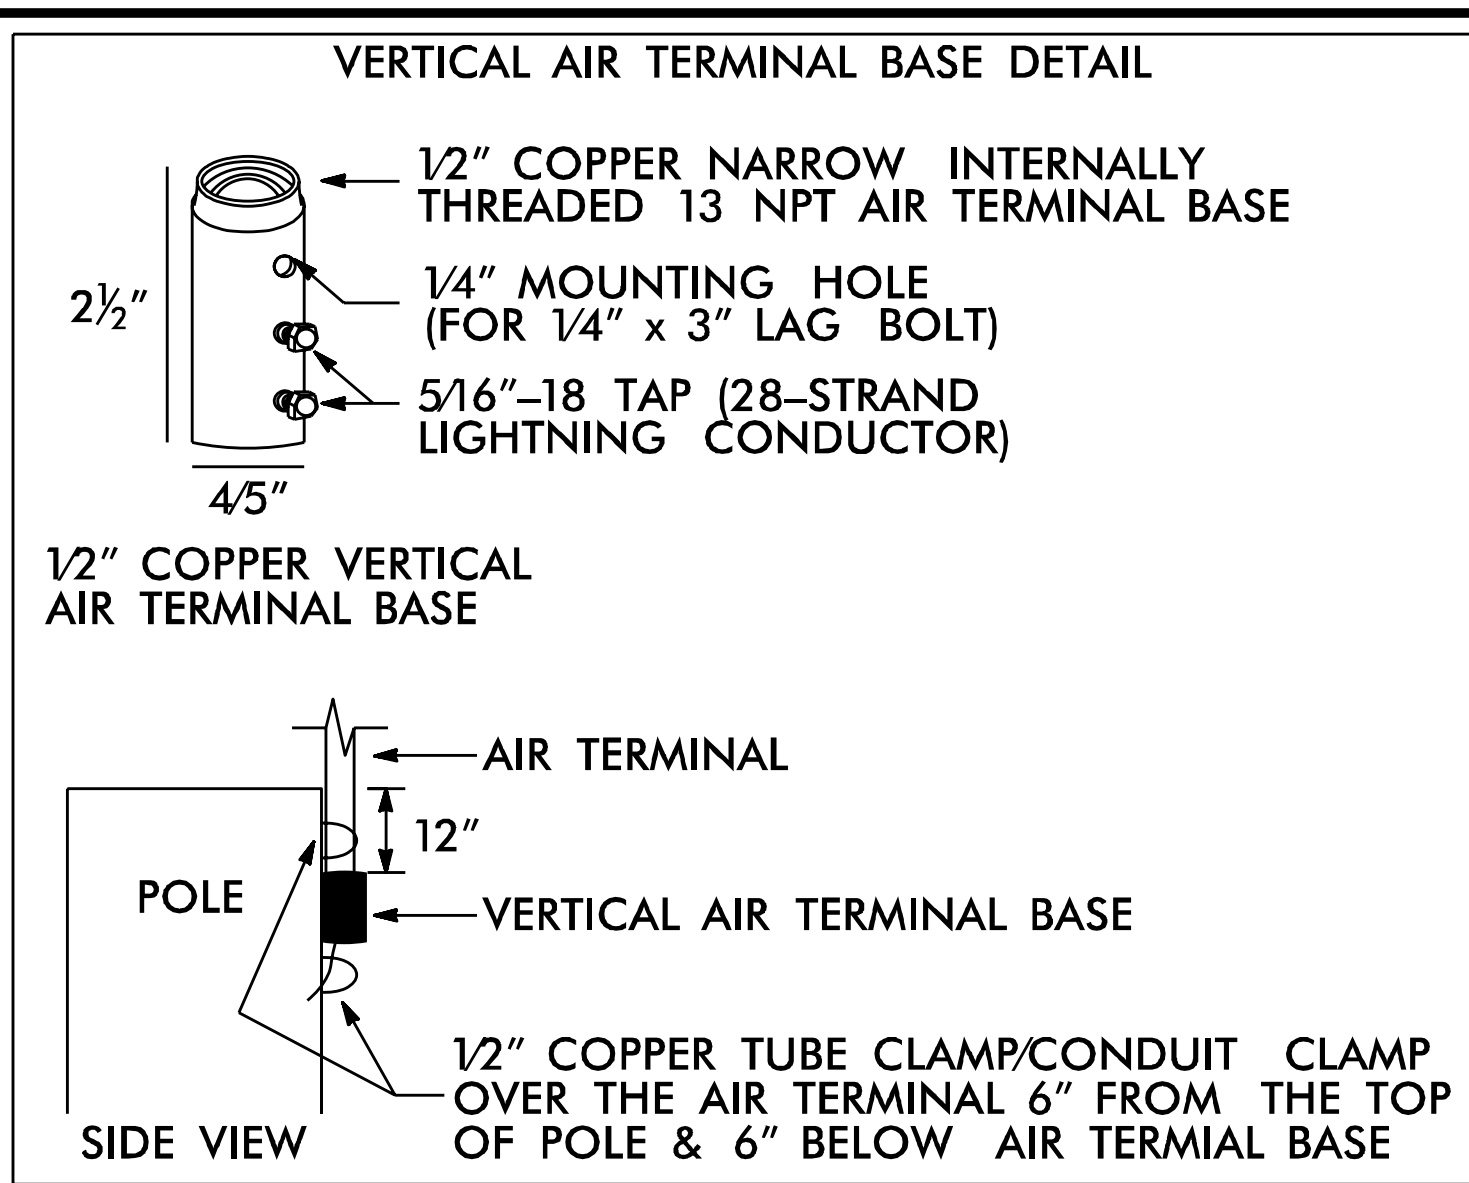 VERTICAL AIR TERMINAL BASE DETAIL
1/2" COPPER NARROW INTERNALLY
THREADED 13 NPT AIR TERMINAL BASE
1/4" MOUNTING HOLE
(FOR 1/4" x 3" LAG BOLT)
2½"
5/16"–18 TAP (28–STRAND
LIGHTNING CONDUCTOR)
4/5"
1/2" COPPER VERTICAL
AIR TERMINAL BASE
AIR TERMINAL
12"
POLE
VERTICAL AIR TERMINAL BASE
1/2" COPPER TUBE CLAMP/CONDUIT CLAMP
OVER THE AIR TERMINAL 6" FROM THE TOP
OF POLE & 6" BELOW AIR TERMIAL BASE
SIDE VIEW